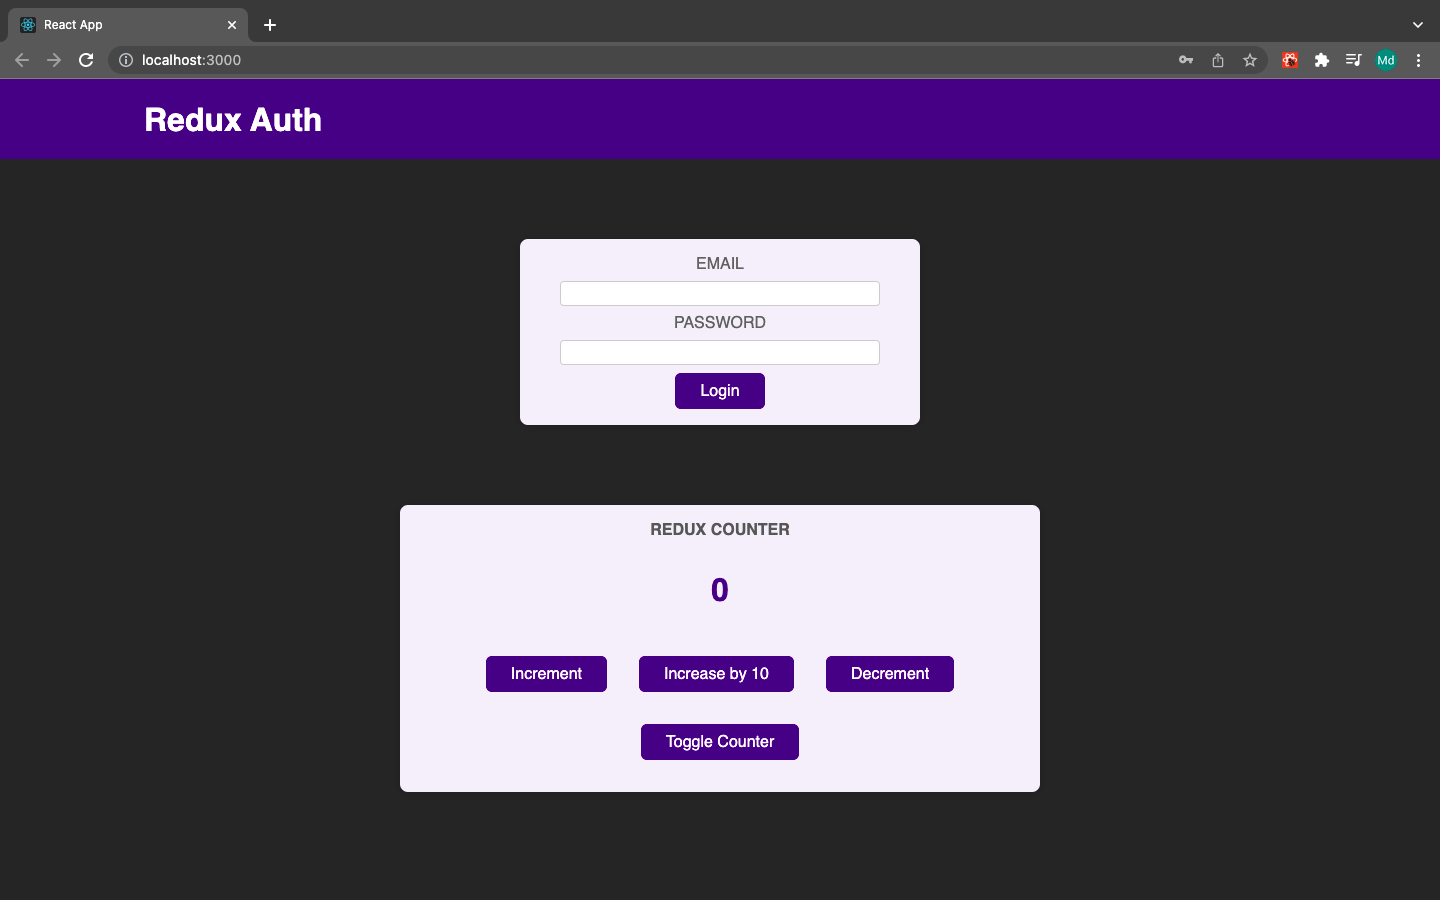 React App
localhost:3000
Md
Redux Auth
EMAIL
PASSWORD
Login
REDUX COUNTER
0
Increment Increase by 10 Decrement
Toggle Counter